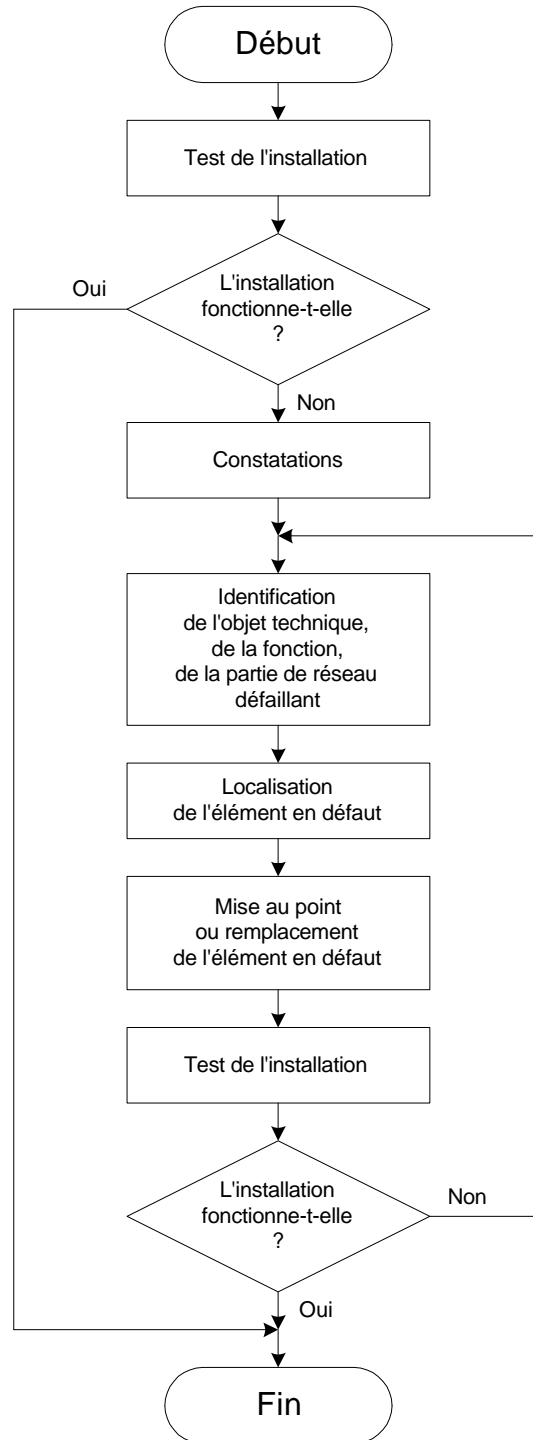 Début
Test de l'installation
Oui
L'installation
fonctionne-t-elle
?
Non
Constatations
Identification
de l'objet technique,
de la fonction,
de la partie de réseau
défaillant
Localisation
de l'élément en défaut
Mise au point
ou remplacement
de l'élément en défaut
Test de l'installation
L'installation
fonctionne-t-elle
?
Non
Oui
Fin